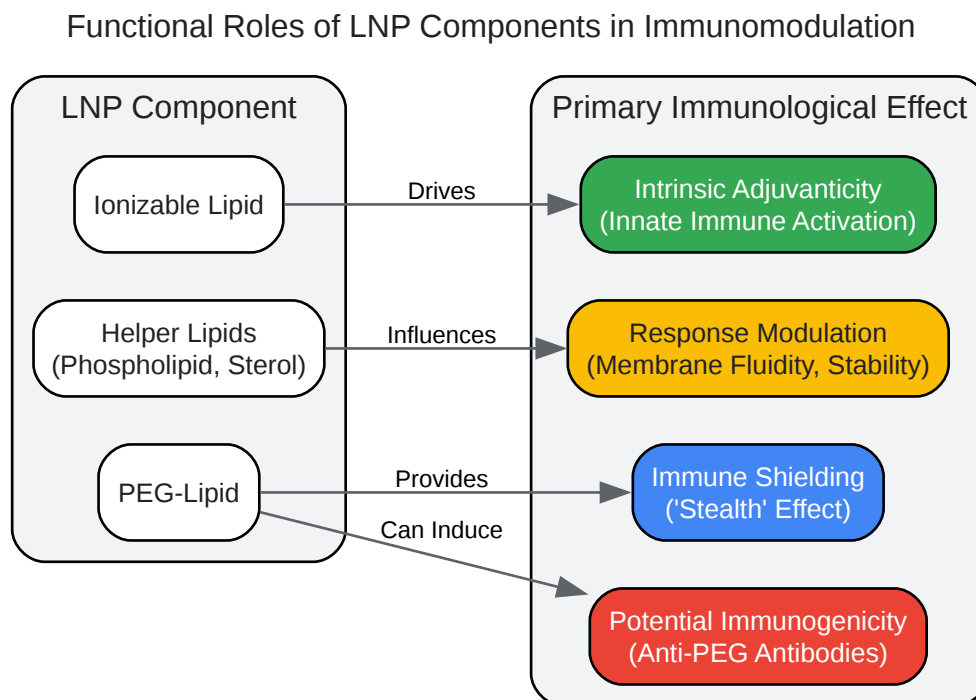 Functional Roles of LNP Components in Immunomodulation
LNP Component
Primary Immunological Effect
Ionizable Lipid
Drives
Intrinsic Adjuvanticity
(Innate Immune Activation)
Helper Lipids
(Phospholipid, Sterol)
Influences
Response Modulation
(Membrane Fluidity, Stability)
PEG-Lipid
Provides
Immune Shielding
('Stealth' Effect)
Can Induce
Potential Immunogenicity
(Anti-PEG Antibodies)